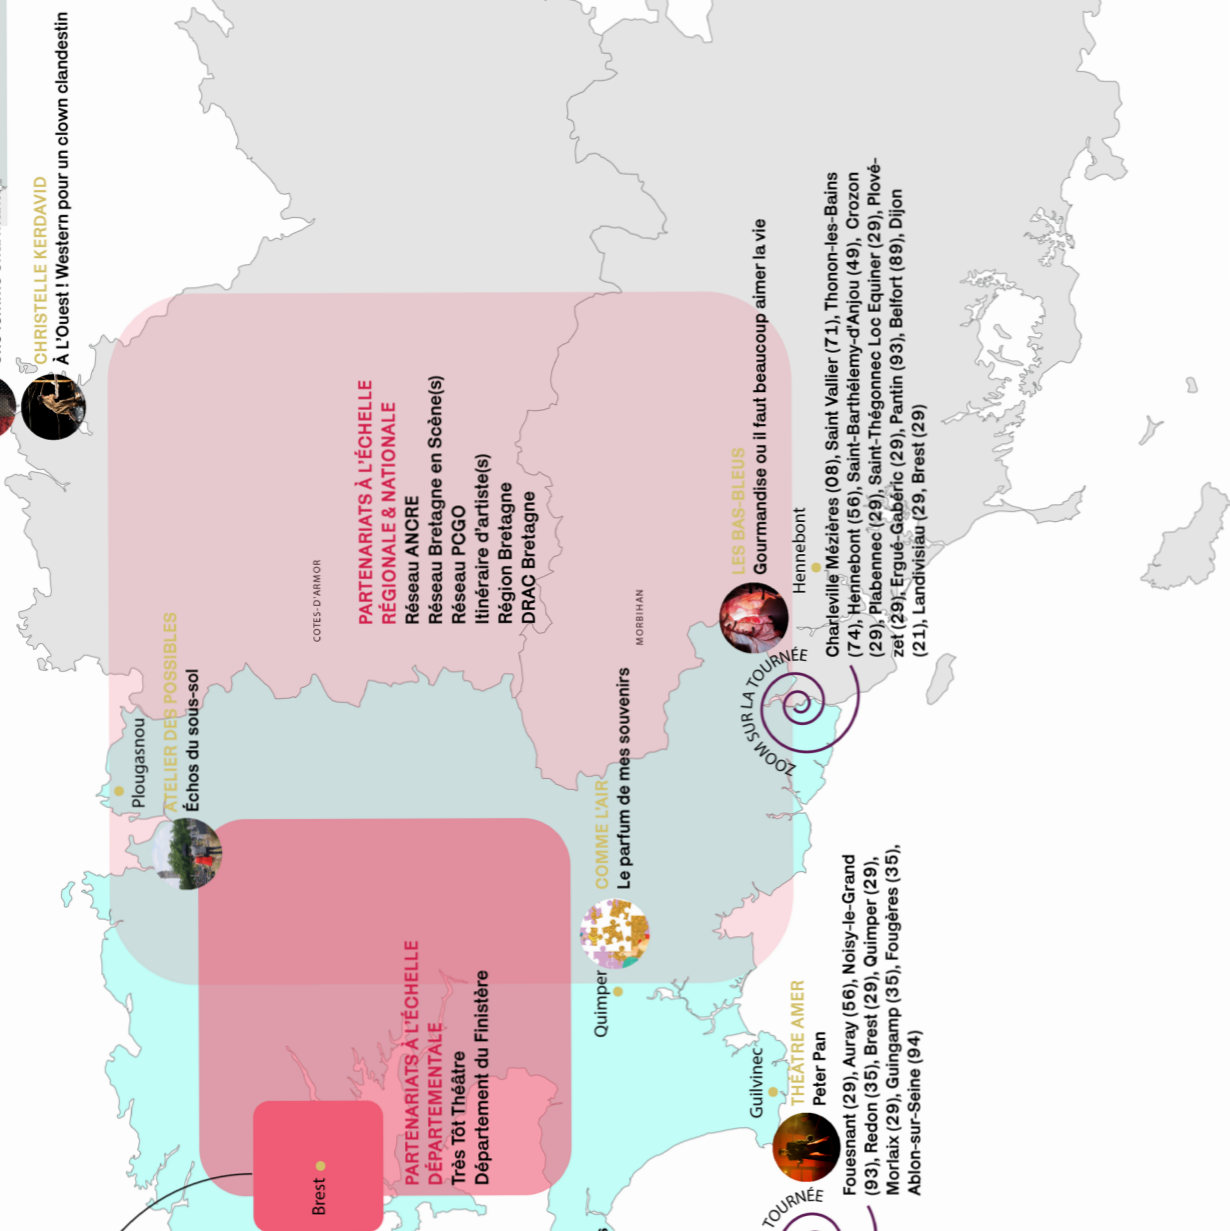 CHRISTELLE KERDAVID
À L'Ouest ! Western pour un clown clandestin
Plougasnou
ATELIER DES POSSIBLES
Échos du sous-sol
COTES-D'ARMOR
PARTENARIATS À L'ÉCHELLE
RÉGIONALE & NATIONALE
Réseau ANCRE
Réseau Bretagne en Scène(s)
Réseau PCGO
Itinéraire d'artiste(s)
Région Bretagne
DRAC Bretagne
MORBIHAN
Brest
PARTENARIATS À L'ÉCHELLE
DÉPARTEMENTALE
Très Tôt Théâtre
Département du Finistère
Quimper
COMME L'AIR
Le parfum de mes souvenirs
LES BAS-BLEUS
Gourmandise ou il faut beaucoup aimer la vie
Hennebont
ZOOM SUR LA TOURNÉE
Charleville Mézières (08), Saint Vallier (71), Thonon-les-Bains
(74), Hennebont (56), Saint-Barthélemy-d'Anjou (49), Crozon
(29), Plabennec (29), Saint-Thégonnec Loc Equiner (29), Plové-
zet (29), Ergué-Gabéric (29), Pantin (93), Belfort (89), Dijon
(21), Landivisiau (29, Brest (29)
Guilvinec
THÉÂTRE AMER
Peter Pan
TOURNÉE
Fouesnant (29), Auray (56), Noisy-le-Grand
(93), Redon (35), Brest (29), Quimper (29),
Morlaix (29), Guingamp (35), Fougères (35),
Ablon-sur-Seine (94)